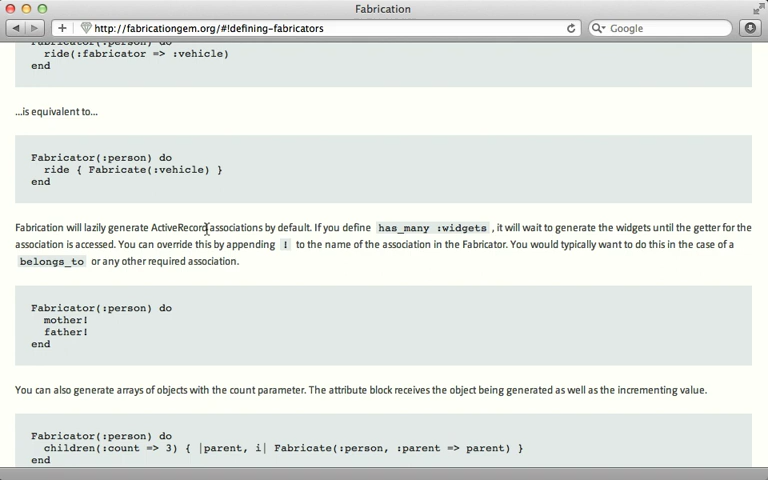 Fabrication
http://fabricationgem.org/#!defining-fabricators
Google
Fabricator(:person) do
ride(:fabricator => :vehicle)
end
...is equivalent to...
Fabricator(:person) do
ride { Fabricate(:vehicle) }
end
Fabrication will lazily generate ActiveRecord associations by default. If you define has_many :widgets , it will wait to generate the widgets until the getter for the
association is accessed. You can override this by appending ! to the name of the association in the Fabricator. You would typically want to do this in the case of a
belongs_to or any other required association.
Fabricator(:person) do
mother!
father!
end
You can also generate arrays of objects with the count parameter. The attribute block receives the object being generated as well as the incrementing value.
Fabricator(:person) do
children(:count => 3) { |parent, i| Fabricate(:person, :parent => parent) }
end